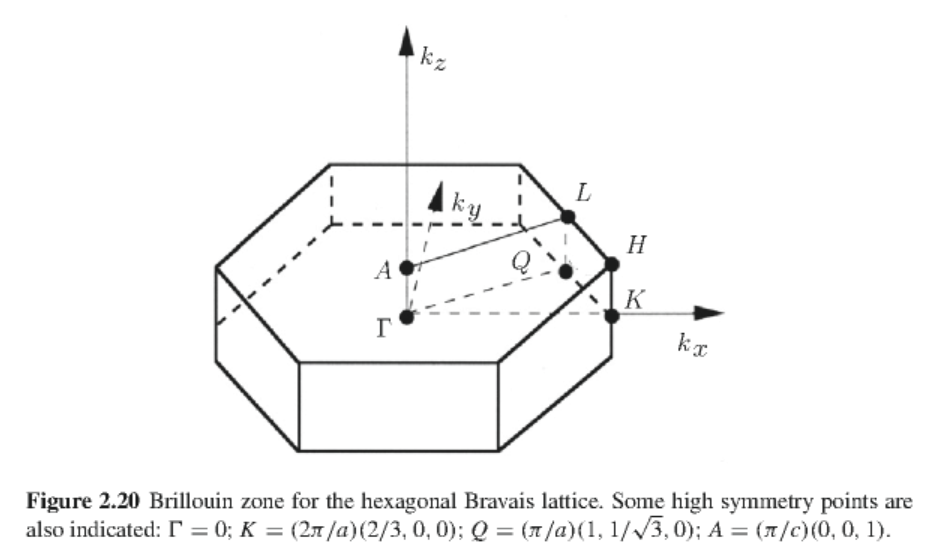 k_z
L
k_y
H
A
Q
K
Γ
k_x
Figure 2.20 Brillouin zone for the hexagonal Bravais lattice. Some high symmetry points are
also indicated: Γ = 0; K = (2π/a)(2/3, 0, 0); Q = (π/a)(1, 1/√3, 0); A = (π/c)(0, 0, 1).